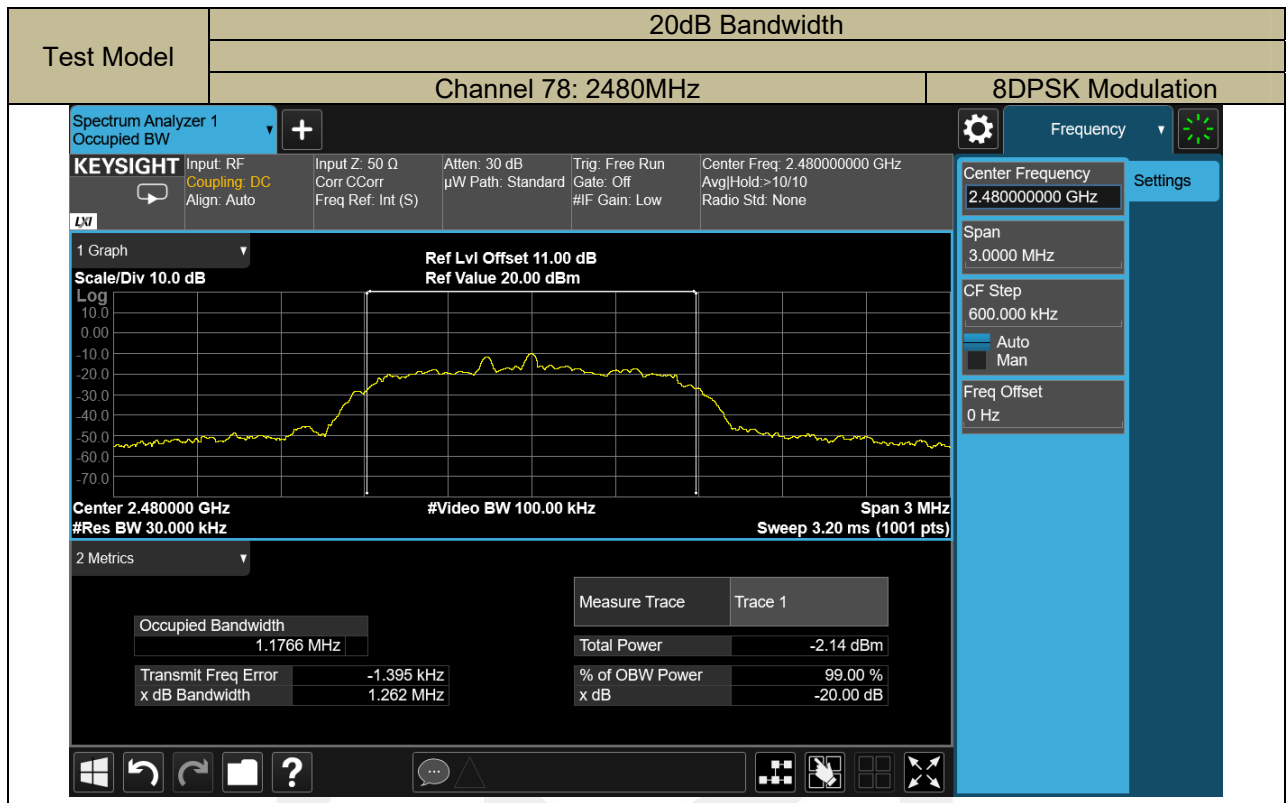 20dB Bandwidth
Test Model
Channel 78: 2480MHz
8DPSK Modulation
Spectrum Analyzer 1
Occupied BW
+
Frequency
KEYSIGHT
LXI
Input: RF
Coupling: DC
Align: Auto
Input Z: 50 Ω
Corr CCorr
Freq Ref: Int (S)
Atten: 30 dB
µW Path: Standard
Trig: Free Run
Gate: Off
#IF Gain: Low
Center Freq: 2.480000000 GHz
Avg|Hold:>10/10
Radio Std: None
Center Frequency
2.480000000 GHz
Settings
Span
3.0000 MHz
CF Step
600.000 kHz
Auto
Man
Freq Offset
0 Hz
1 Graph
Scale/Div 10.0 dB
Ref Lvl Offset 11.00 dB
Ref Value 20.00 dBm
Log
10.0
0.00
-10.0
-20.0
-30.0
-40.0
-50.0
-60.0
-70.0
Center 2.480000 GHz
#Res BW 30.000 kHz
#Video BW 100.00 kHz
Span 3 MHz
Sweep 3.20 ms (1001 pts)
2 Metrics
Measure Trace
Trace 1
Occupied Bandwidth
1.1766 MHz
Total Power
-2.14 dBm
Transmit Freq Error
-1.395 kHz
% of OBW Power
99.00 %
x dB Bandwidth
1.262 MHz
x dB
-20.00 dB
?